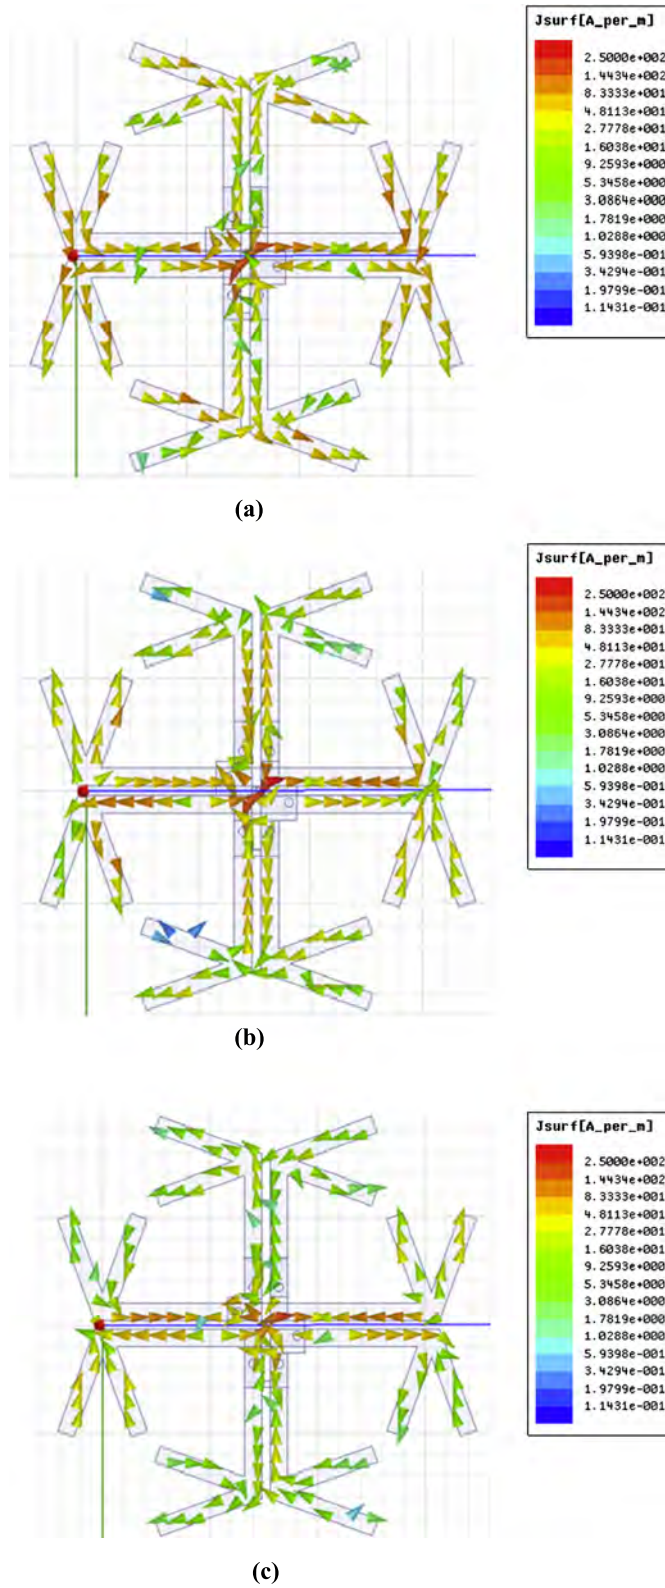 Jsurf[A_per_m]
2.5000e+002
1.4434e+002
8.3333e+001
4.8113e+001
2.7778e+001
1.6038e+001
9.2593e+000
5.3458e+000
3.0864e+000
1.7819e+000
1.0288e+000
5.9398e-001
3.4294e-001
1.9799e-001
1.1431e-001
(a)
Jsurf[A_per_m]
2.5000e+002
1.4434e+002
8.3333e+001
4.8113e+001
2.7778e+001
1.6038e+001
9.2593e+000
5.3458e+000
3.0864e+000
1.7819e+000
1.0288e+000
5.9398e-001
3.4294e-001
1.9799e-001
1.1431e-001
(b)
Jsurf[A_per_m]
2.5000e+002
1.4434e+002
8.3333e+001
4.8113e+001
2.7778e+001
1.6038e+001
9.2593e+000
5.3458e+000
3.0864e+000
1.7819e+000
1.0288e+000
5.9398e-001
3.4294e-001
1.9799e-001
1.1431e-001
(c)